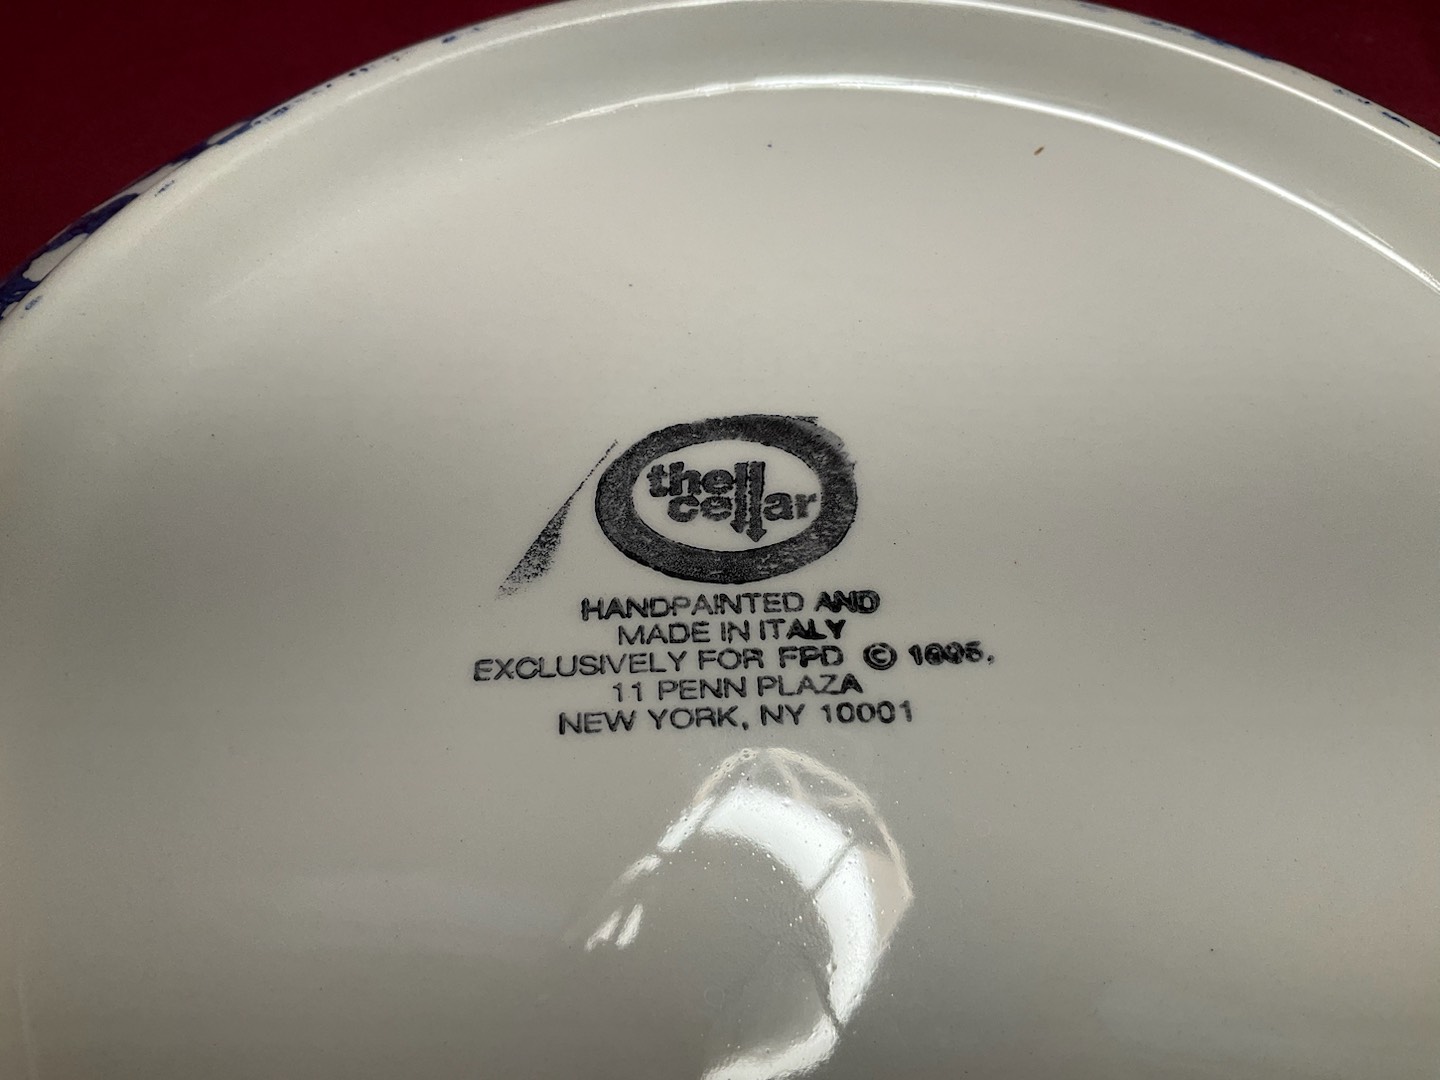 the
cellar
HANDPAINTED AND
MADE IN ITALY
EXCLUSIVELY FOR FPD ©
11 PENN PLAZA
NEW YORK, NY 10001